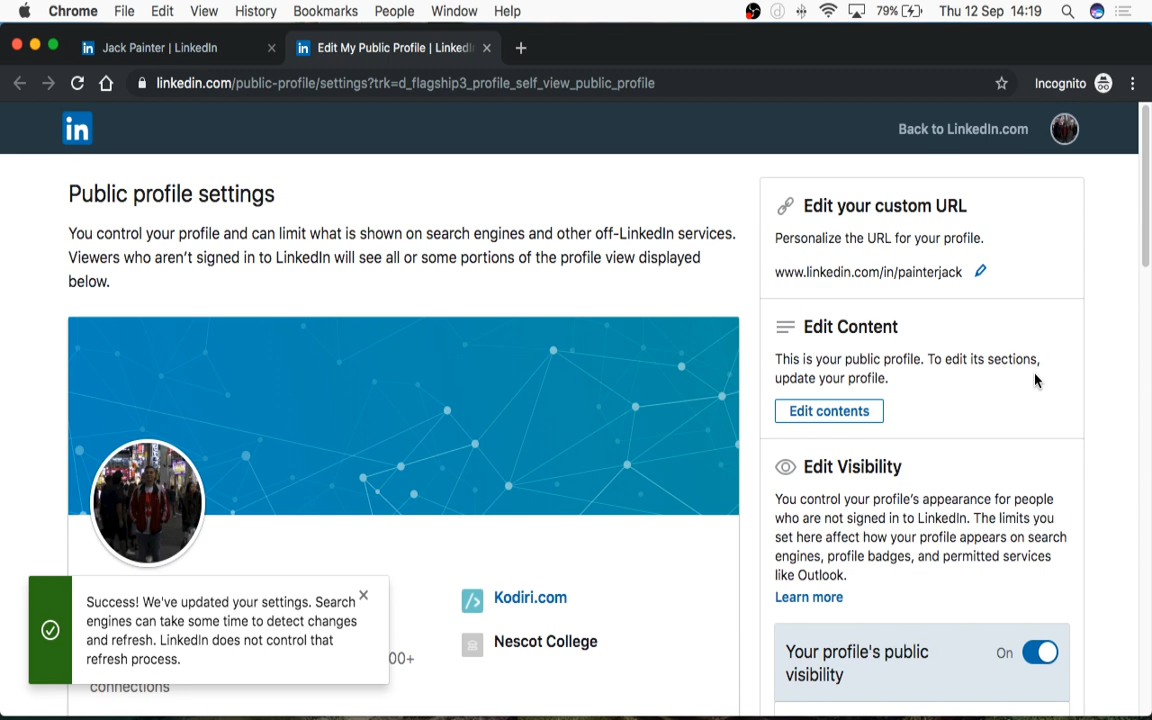 Chrome File Edit View History Bookmarks People Window Help 79% Thu 12 Sep 14:19
in Jack Painter | LinkedIn
in Edit My Public Profile | Linked
linkedin.com/public-profile/settings?trk=d_flagship3_profile_self_view_public_profile
Incognito
in
Back to LinkedIn.com
Public profile settings
You control your profile and can limit what is shown on search engines and other off-LinkedIn services.
Viewers who aren't signed in to LinkedIn will see all or some portions of the profile view displayed
below.
Kodiri.com
Nescot College
00+
connections
Success! We've updated your settings. Search
engines can take some time to detect changes
and refresh. LinkedIn does not control that
refresh process.
Edit your custom URL
Personalize the URL for your profile.
www.linkedin.com/in/painterjack
Edit Content
This is your public profile. To edit its sections,
update your profile.
Edit contents
Edit Visibility
You control your profile's appearance for people
who are not signed in to LinkedIn. The limits you
set here affect how your profile appears on search
engines, profile badges, and permitted services
like Outlook.
Learn more
Your profile's public
visibility
On